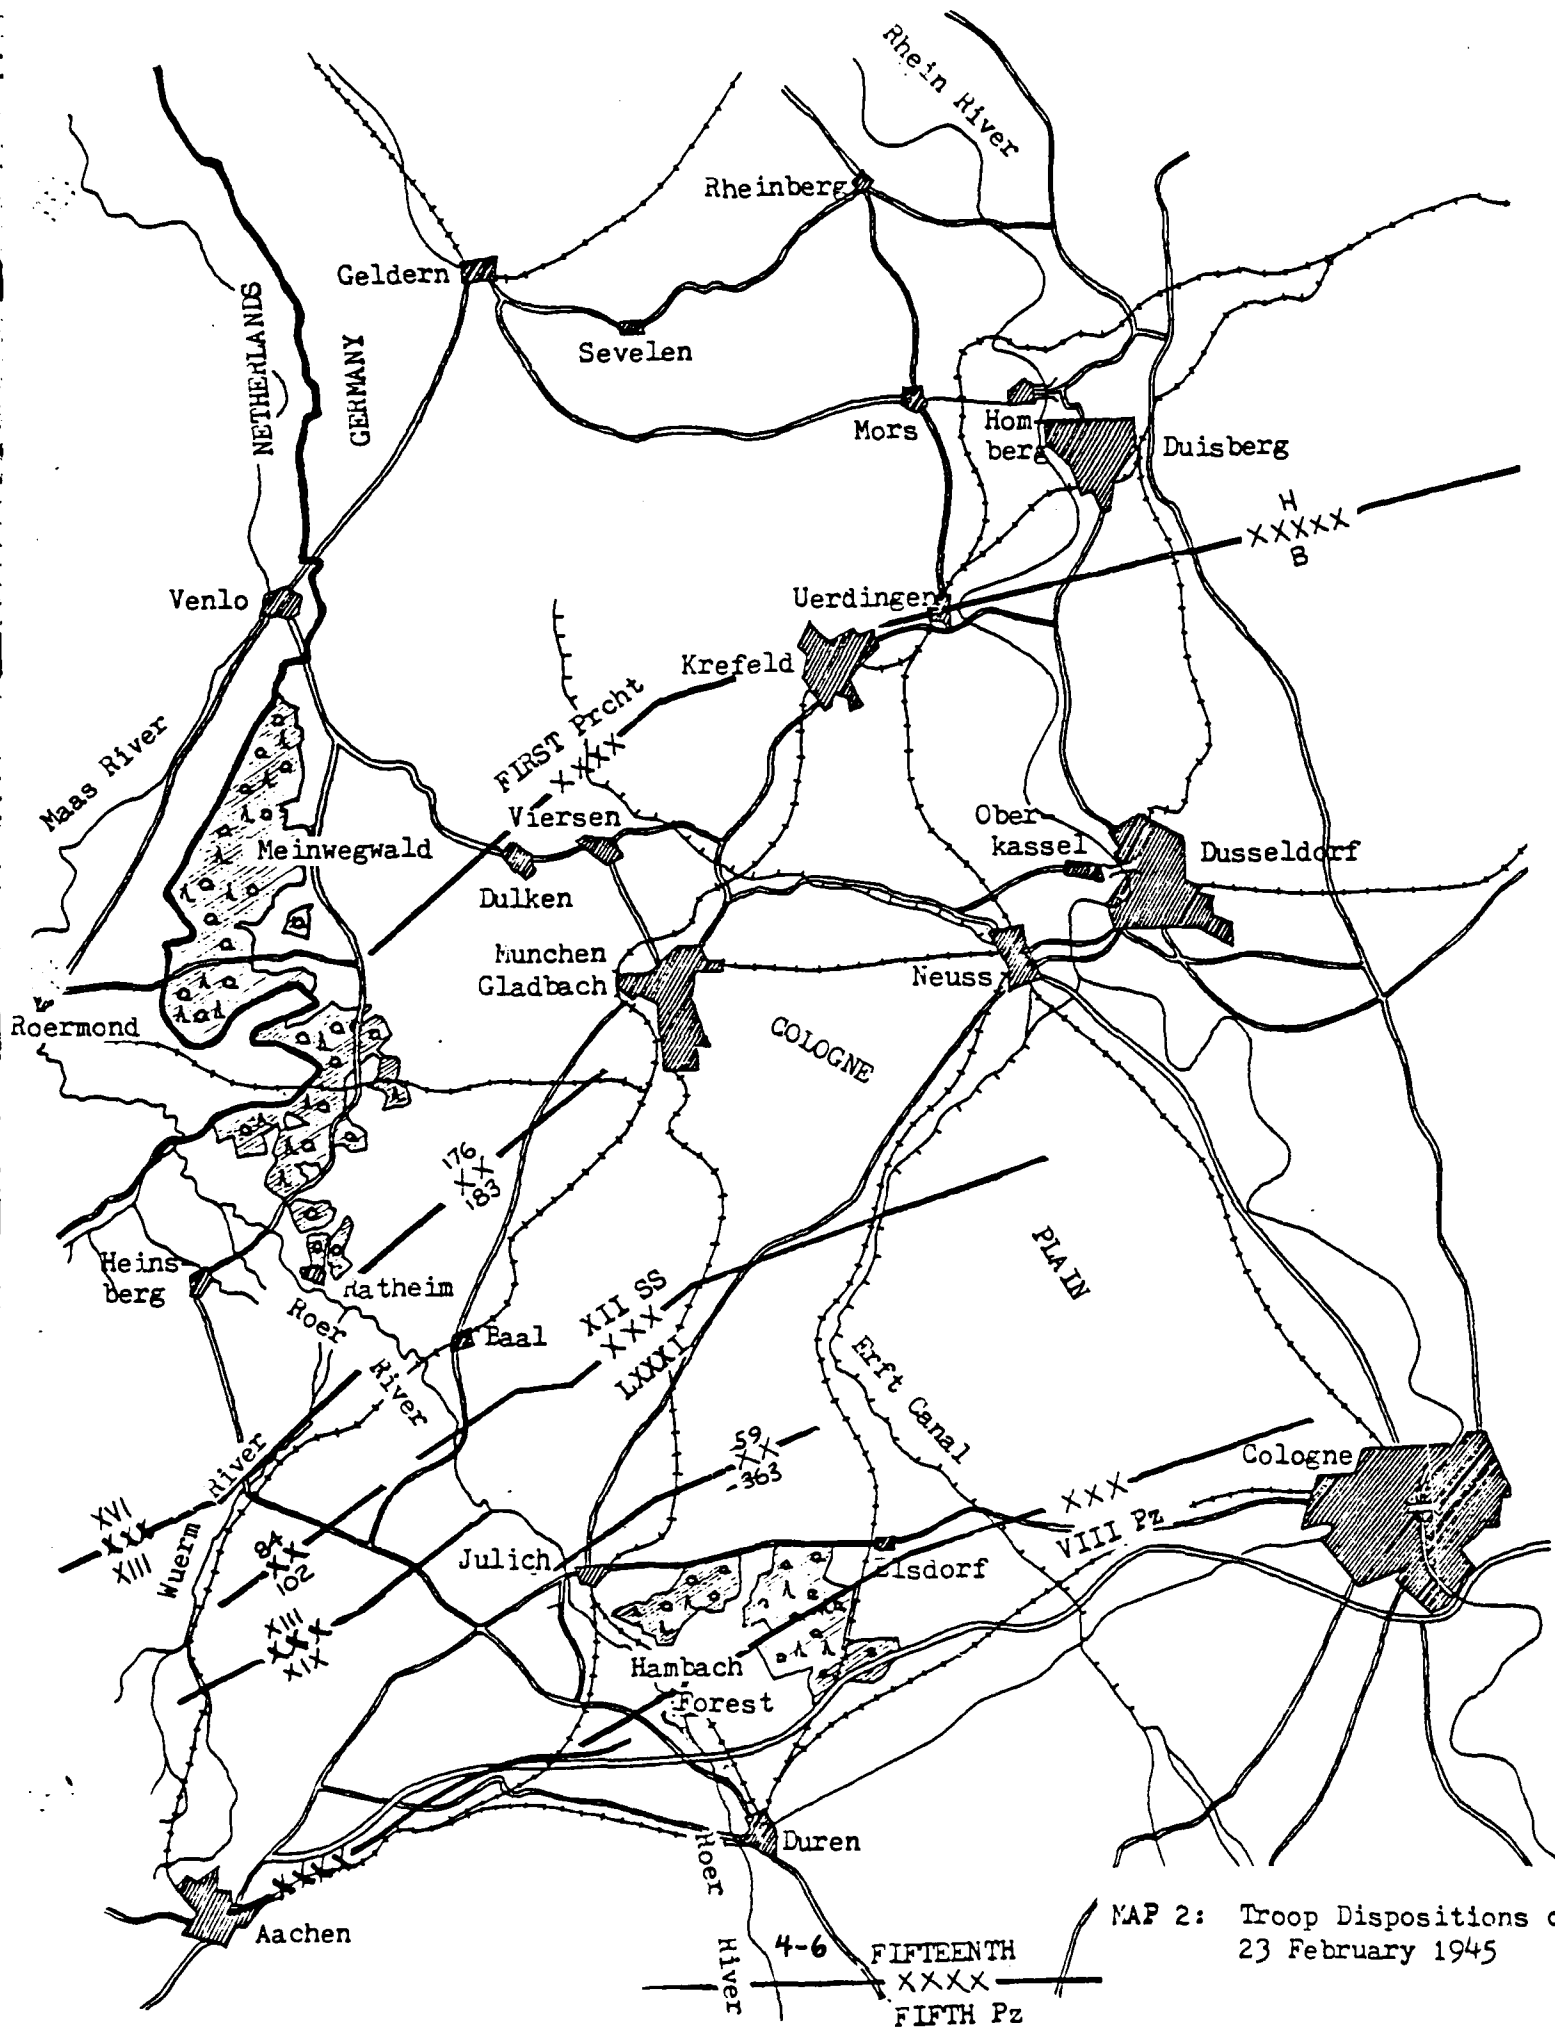 Rhein River
Rheinberg
Geldern
NETHERLANDS
GERMANY
Sevelen
Mors
Hom-
berg
Duisberg
H
XXXXX
B
Venlo
Uerdingen
Krefeld
FIRST Prcht
XXXX
Maas River
Viersen
Ober-
kassel
Meinwegwald
Dusseldorf
Dulken
Munchen
Gladbach
Neuss
Roermond
COLOGNE
PLAIN
176
XX
183
Heins-
berg
Ratheim
Roer
River
Baal
XII SS
XXX
LXXXI
Erft Canal
59
XX
363
Cologne
XXX
VIII Pz
XVI
XXX
XIII
Wuerm
River
84
XX
102
Julich
Elsdorf
XIII
XXX
XIX
Hambach
Forest
XXXX
Aachen
Duren
Roer
River
4-6
FIFTEENTH
XXXX
FIFTH Pz
MAP 2: Troop Dispositions
23 February 1945